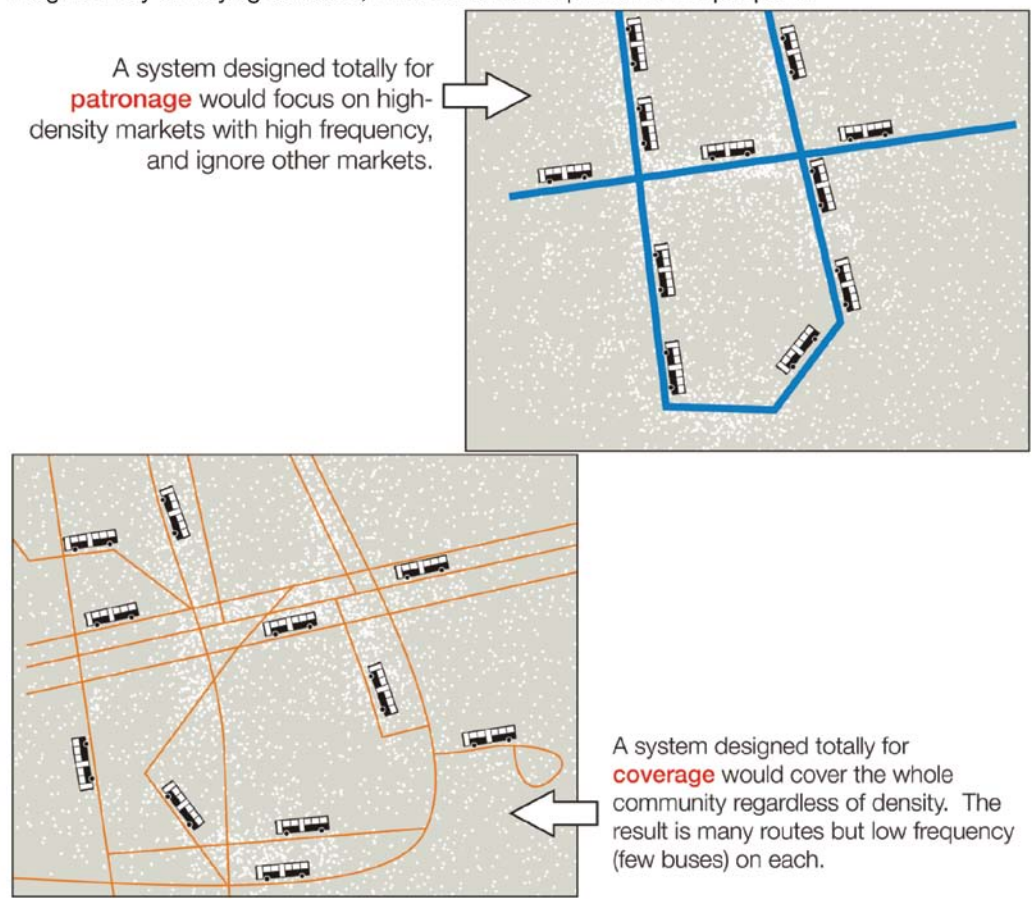 A system designed totally for
patronage would focus on high-
density markets with high frequency,
and ignore other markets.
A system designed totally for
coverage would cover the whole
community regardless of density.  The
result is many routes but low frequency
(few buses) on each.